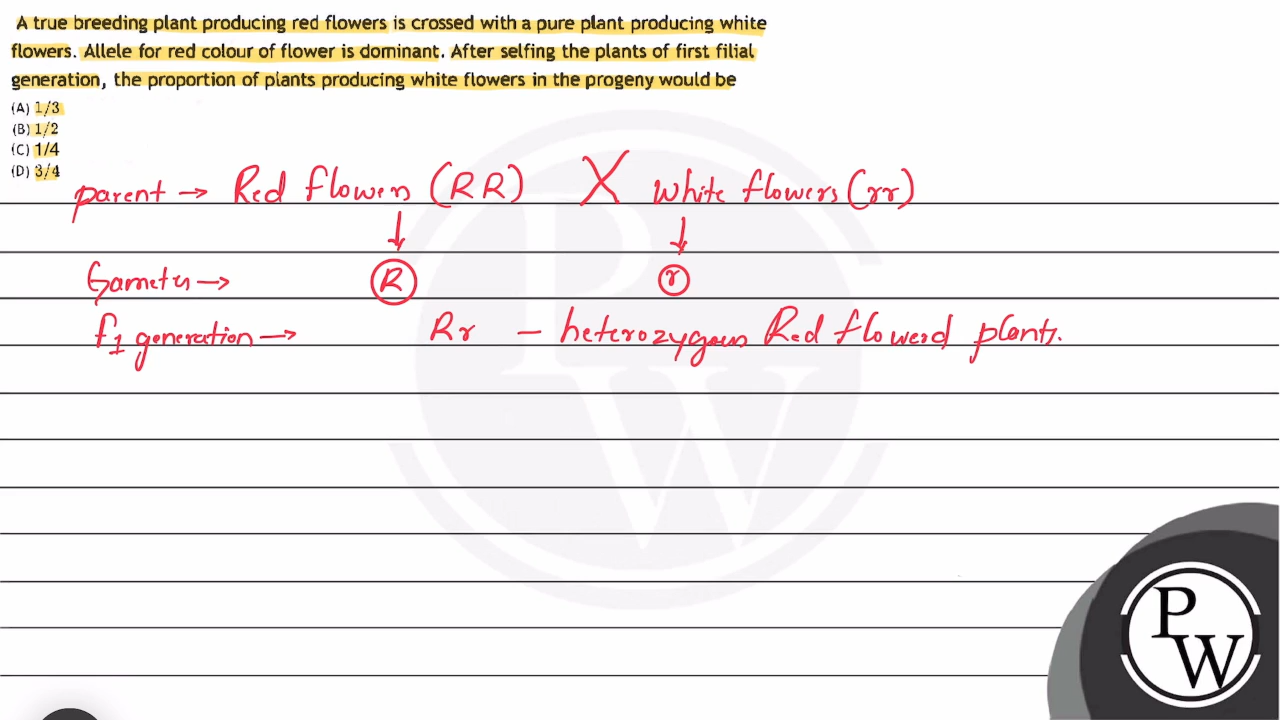 A true breeding plant producing red flowers is crossed with a pure plant producing white
flowers. Allele for red colour of flower is dominant. After selfing the plants of first filial
generation, the proportion of plants producing white flowers in the progeny would be
(A) 1/3
(B) 1/2
(C) 1/4
(D) 3/4
parent → Red flowers (RR) X white flowers (rr)
↓ ↓
Gametes → R r
f1 generation → Rr – heterozygous Red flowerd plants.
P
W
P
W